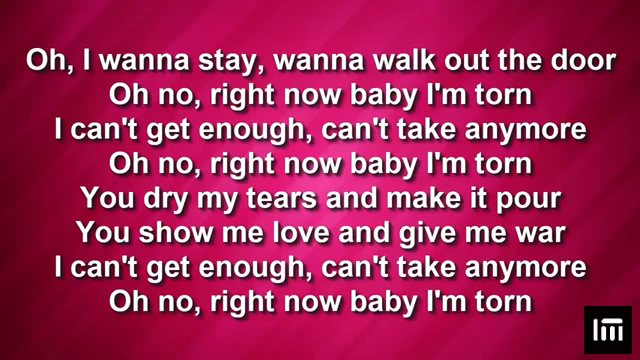 Oh, I wanna stay, wanna walk out the door
Oh no, right now baby I'm torn
I can't get enough, can't take anymore
Oh no, right now baby I'm torn
You dry my tears and make it pour
You show me love and give me war
I can't get enough, can't take anymore
Oh no, right now baby I'm torn